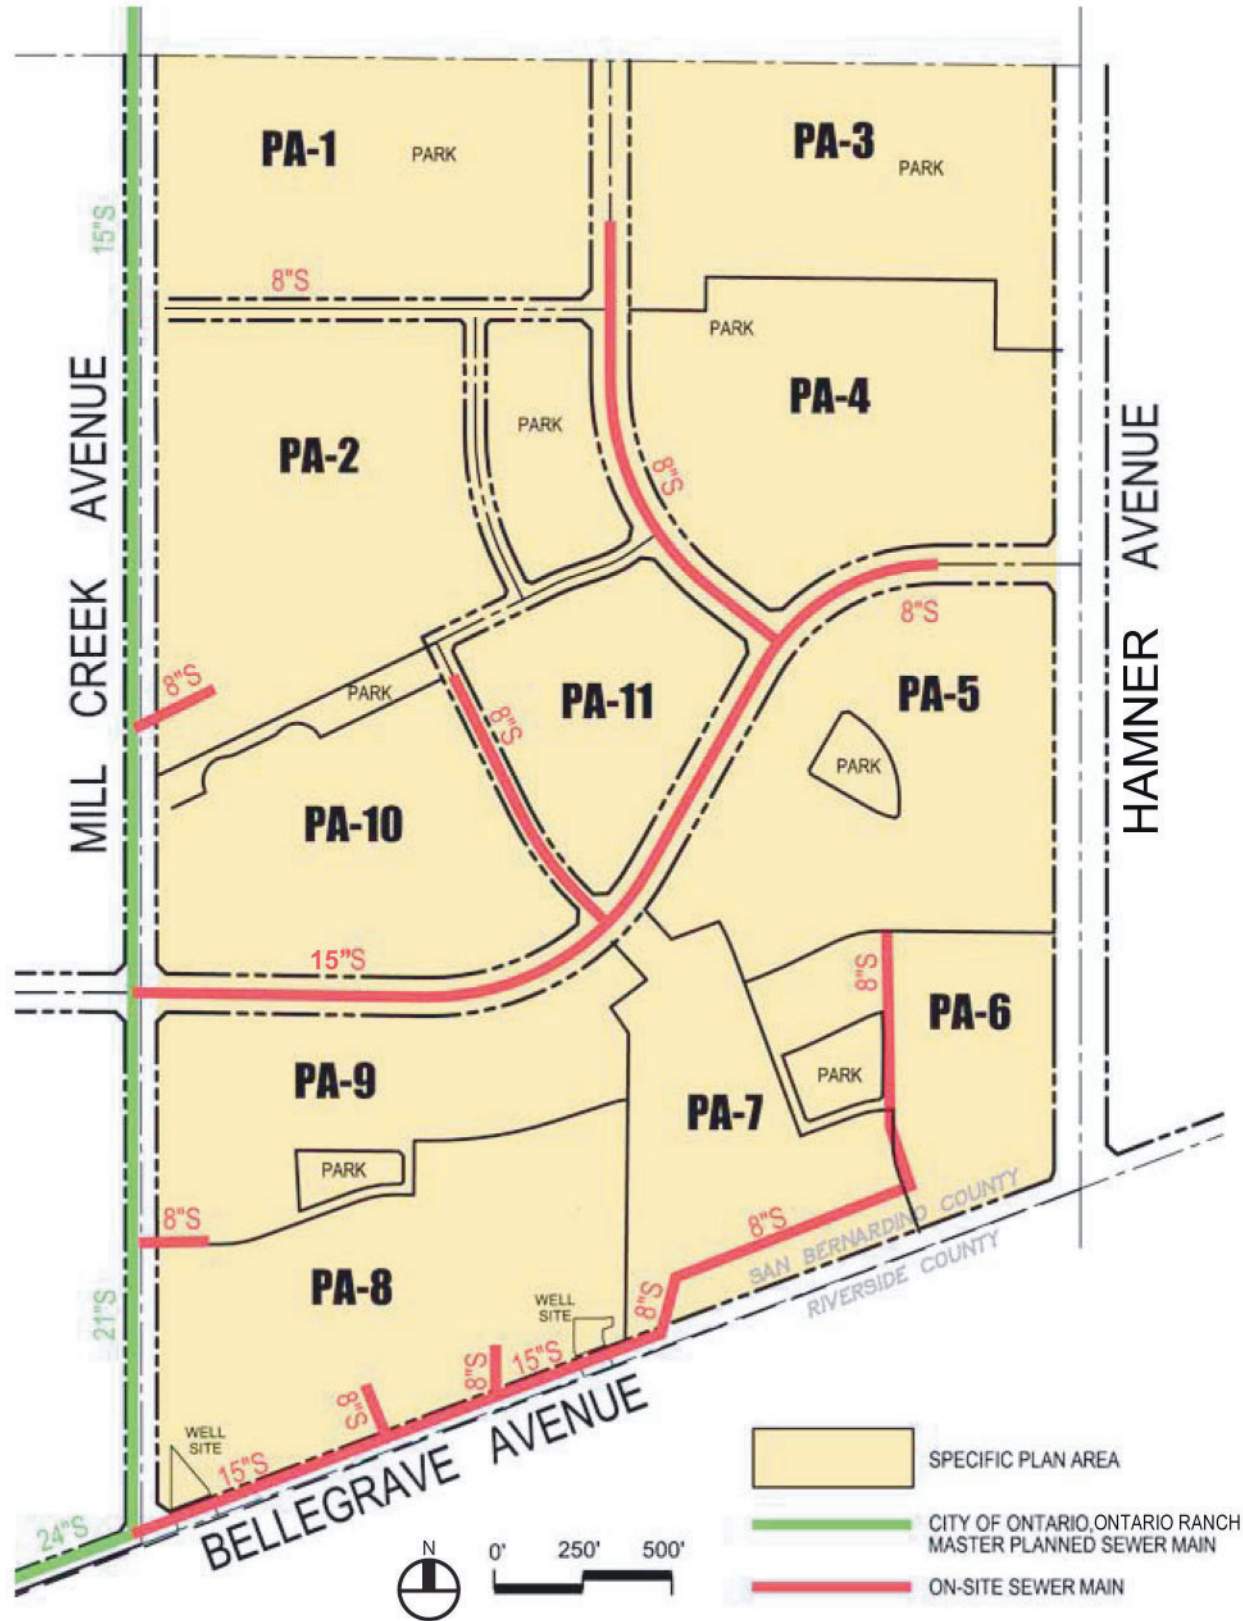 PA-1
PARK
PA-3
PARK
15"S
8"S
PARK
PA-4
PARK
PA-2
8"S
MILL CREEK AVENUE
HAMNER AVENUE
8"S
8"S
PARK
8"S
PA-11
PA-5
PARK
PA-10
15"S
8"S
PA-6
PA-9
PARK
PA-7
PARK
8"S
8"S
SAN BERNARDINO COUNTY
RIVERSIDE COUNTY
PA-8
21"S
WELL
SITE
8"S
15"S
8"S
8"S
WELL
SITE
15"S
24"S
BELLEGRAVE AVENUE
N
0' 250' 500'
SPECIFIC PLAN AREA
CITY OF ONTARIO,ONTARIO RANCH
MASTER PLANNED SEWER MAIN
ON-SITE SEWER MAIN